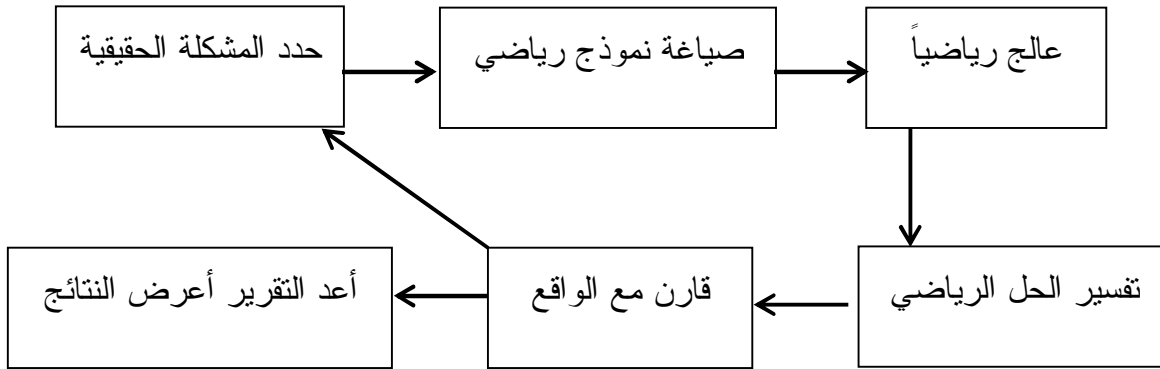 حدد المشكلة الحقيقية
صياغة نموذج رياضي
عالج رياضياً
تفسير الحل الرياضي
قارن مع الواقع
أعد التقرير أعرض النتائج